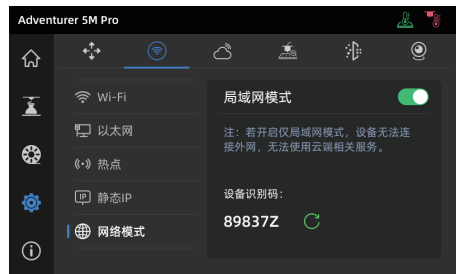 Adventurer 5M Pro
Wi-Fi
以太网
热点
IP 静态IP
网络模式
局域网模式
注：若开启仅局域网模式，设备无法连
接外网，无法使用云端相关服务。
设备识别码：
89837Z